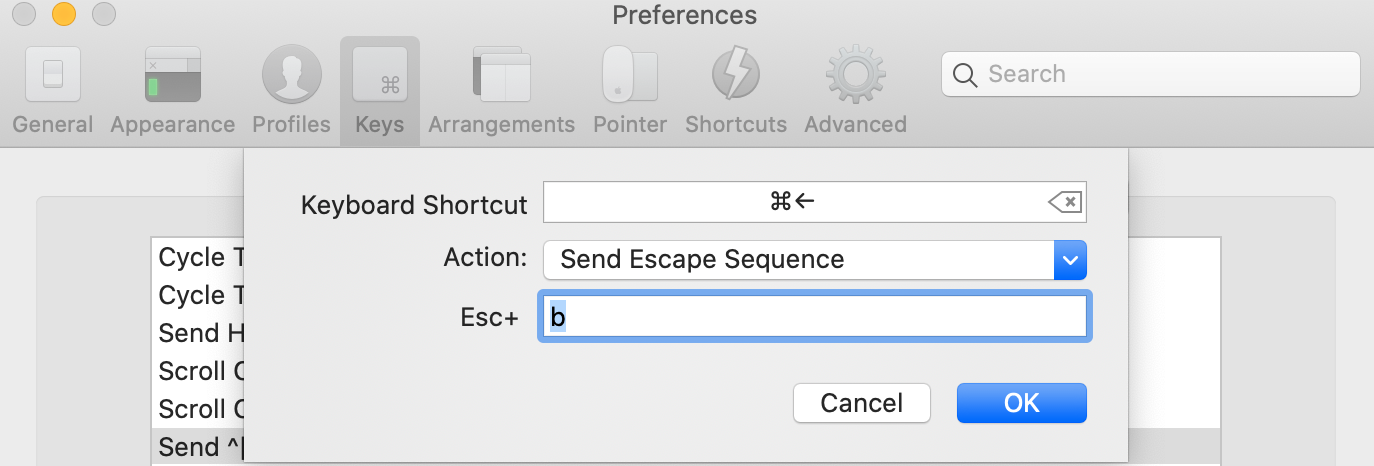 Preferences
General Appearance Profiles Keys Arrangements Pointer Shortcuts Advanced
Search
Keyboard Shortcut ⌘←
Action: Send Escape Sequence
Esc+ b
Cancel OK
Cycle T
Cycle T
Send H
Scroll
Scroll
Send ^